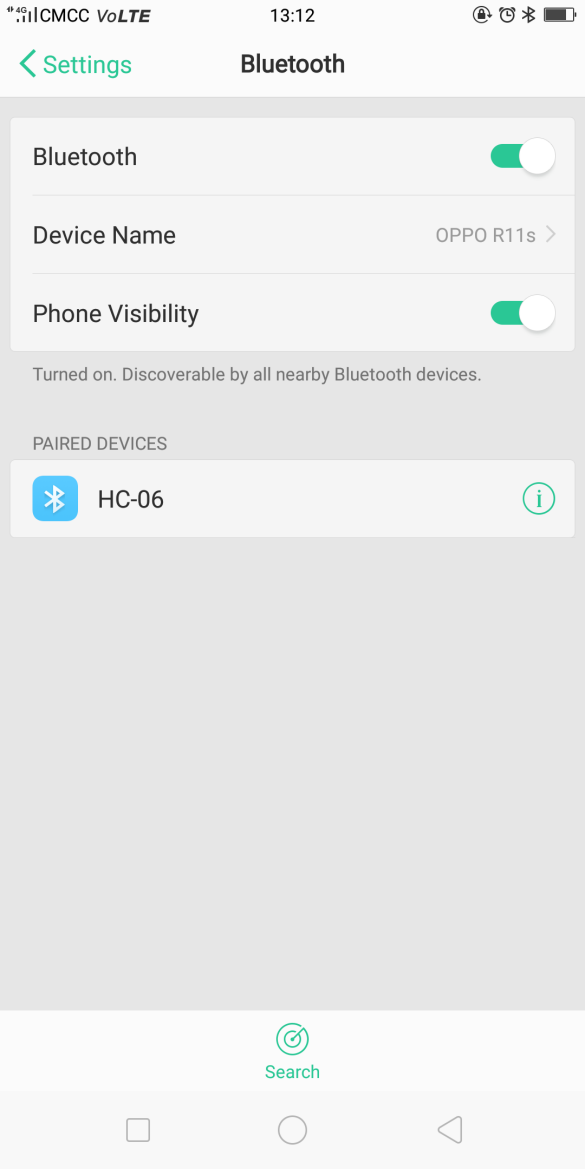 4G CMCC VoLTE 13:12
Settings Bluetooth
Bluetooth
Device Name OPPO R11s
Phone Visibility
Turned on. Discoverable by all nearby Bluetooth devices.
PAIRED DEVICES
HC-06
Search